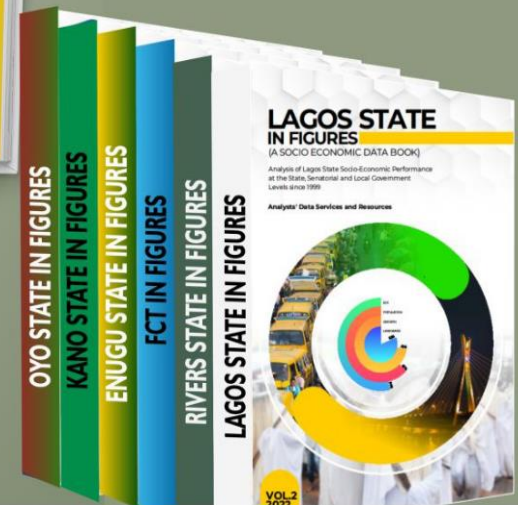 OYO STATE IN FIGURES
KANO STATE IN FIGURES
ENUGU STATE IN FIGURES
FCT IN FIGURES
RIVERS STATE IN FIGURES
LAGOS STATE IN FIGURES
LAGOS STATE
IN FIGURES
(A SOCIO ECONOMIC DATA BOOK)
Analysis of Lagos State Socio-Economic Performance
at the State, Senatorial and Local Government
Levels since 1999
Analysts' Data Services and Resources
VOL.2
2022